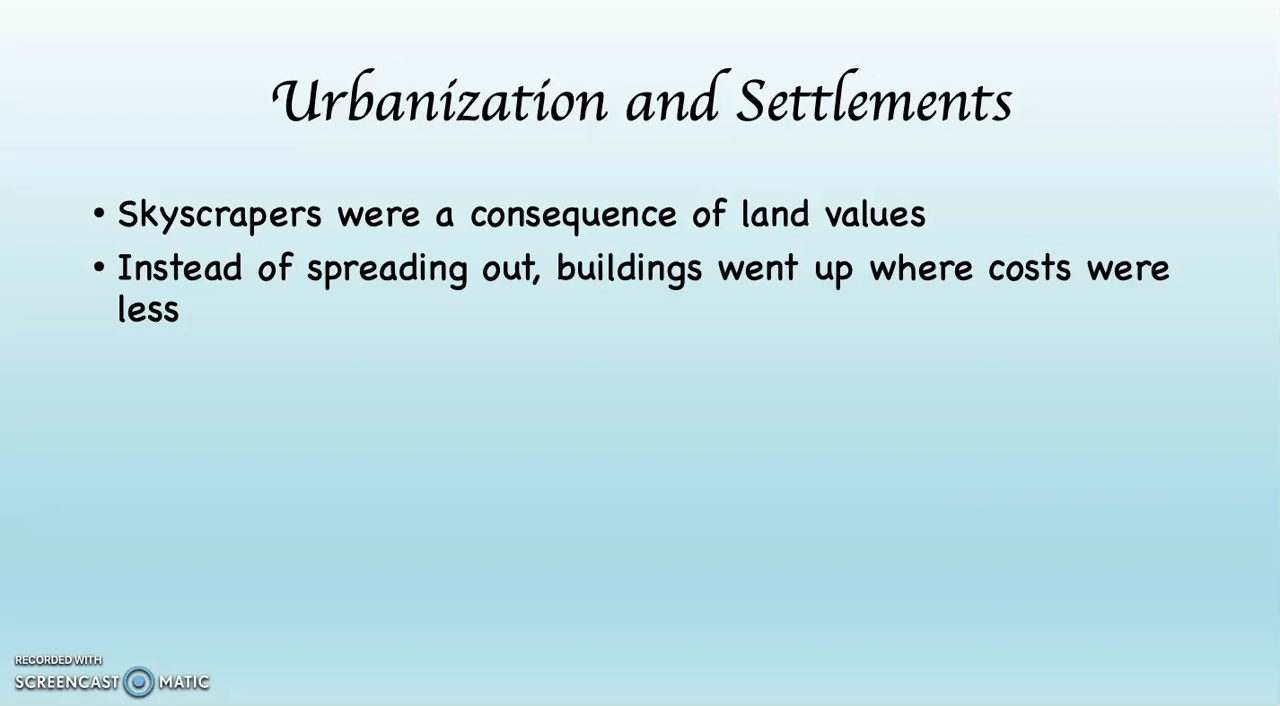 Urbanization and Settlements
• Skyscrapers were a consequence of land values
• Instead of spreading out, buildings went up where costs were
less
RECORDED WITH
SCREENCAST MATIC